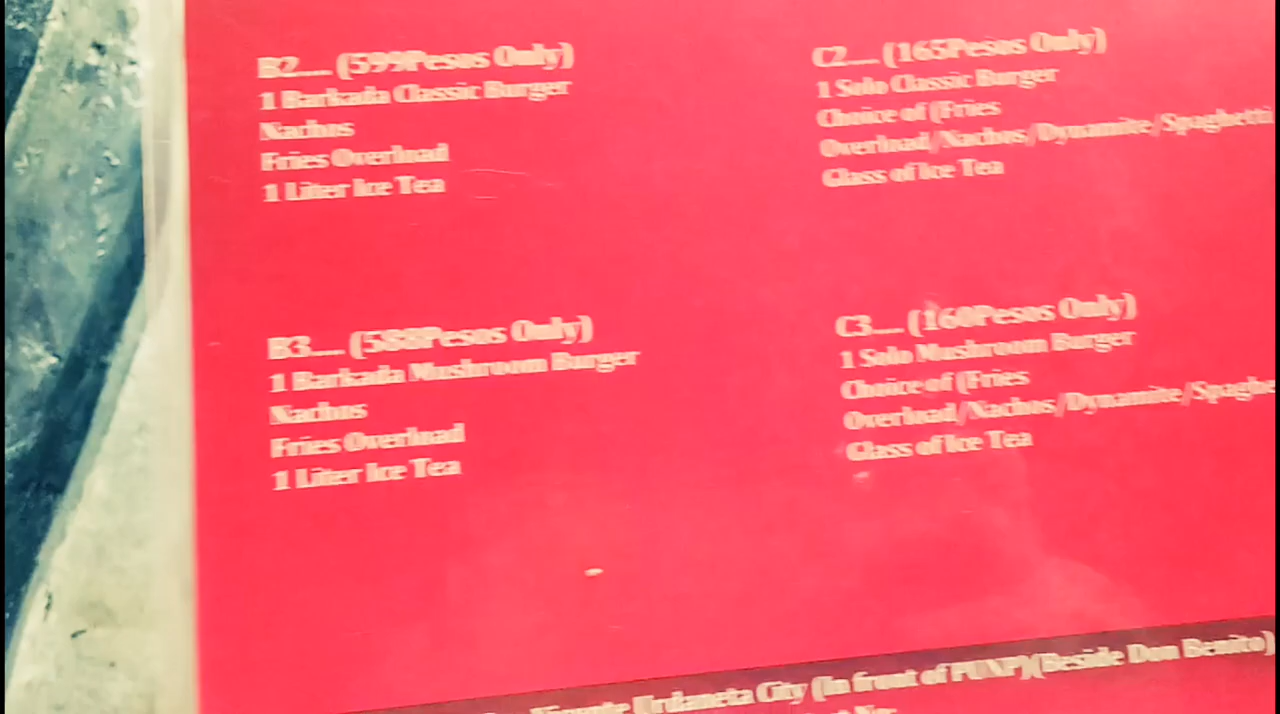 B2.... (599Pesos Only)
1 Barkada Classic Burger
Nachos
Fries Overload
1 Liter Ice Tea
B3.... (588Pesos Only)
1 Barkada Mushroom Burger
Nachos
Fries Overload
1 Liter Ice Tea
C2.... (165Pesos Only)
1 Solo Classic Burger
Choice of (Fries
Overload/Nachos/Dynamite/Spaghetti
Glass of Ice Tea
C3.... (160Pesos Only)
1 Solo Mushroom Burger
Choice of (Fries
Overload/Nachos/Dynamite/Spaghe
Glass of Ice Tea
Vicente Urdaneta City (In front of PUNP)(Beside Don Benito)